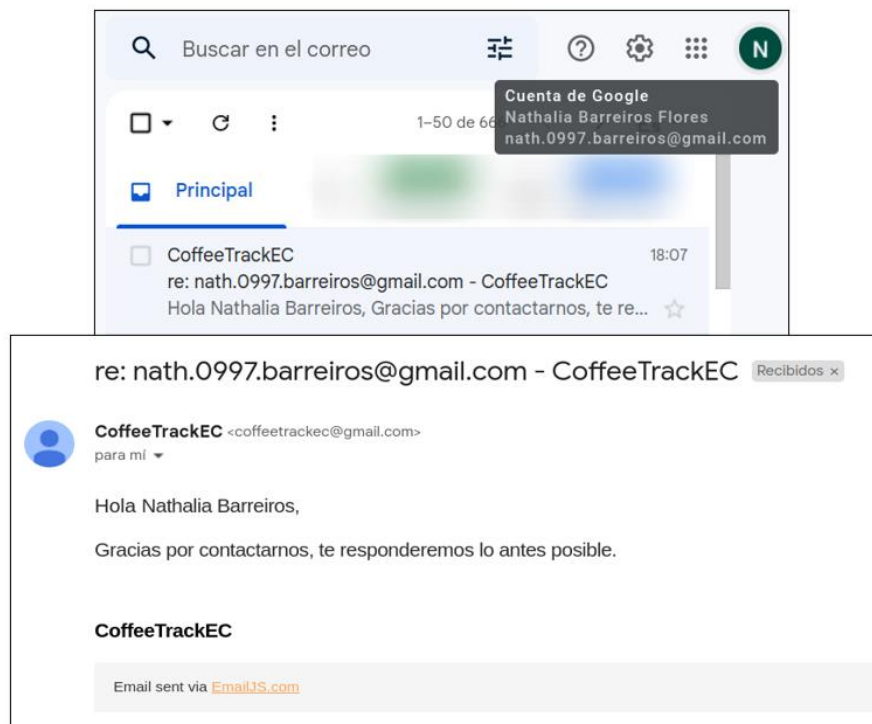 Buscar en el correo
N
Cuenta de Google
Nathalia Barreiros Flores
nath.0997.barreiros@gmail.com
1–50 de
Principal
CoffeeTrackEC 18:07
re: nath.0997.barreiros@gmail.com - CoffeeTrackEC
Hola Nathalia Barreiros, Gracias por contactarnos, te re...
re: nath.0997.barreiros@gmail.com - CoffeeTrackEC Recibidos ×
CoffeeTrackEC <coffeetrackec@gmail.com>
para mí
Hola Nathalia Barreiros,
Gracias por contactarnos, te responderemos lo antes posible.
CoffeeTrackEC
Email sent via EmailJS.com